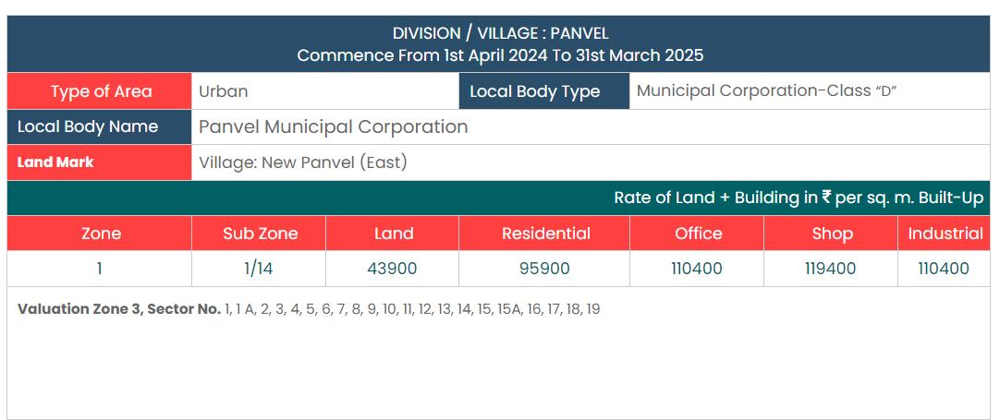 DIVISION / VILLAGE : PANVEL
Commence From 1st April 2024 To 31st March 2025
Type of Area Urban Local Body Type Municipal Corporation-Class “D”
Local Body Name Panvel Municipal Corporation
Land Mark Village: New Panvel (East)
Rate of Land + Building in ₹ per sq. m. Built-Up
Zone Sub Zone Land Residential Office Shop Industrial
1 1/14 43900 95900 110400 119400 110400
Valuation Zone 3, Sector No. 1, 1 A, 2, 3, 4, 5, 6, 7, 8, 9, 10, 11, 12, 13, 14, 15, 15A, 16, 17, 18, 19